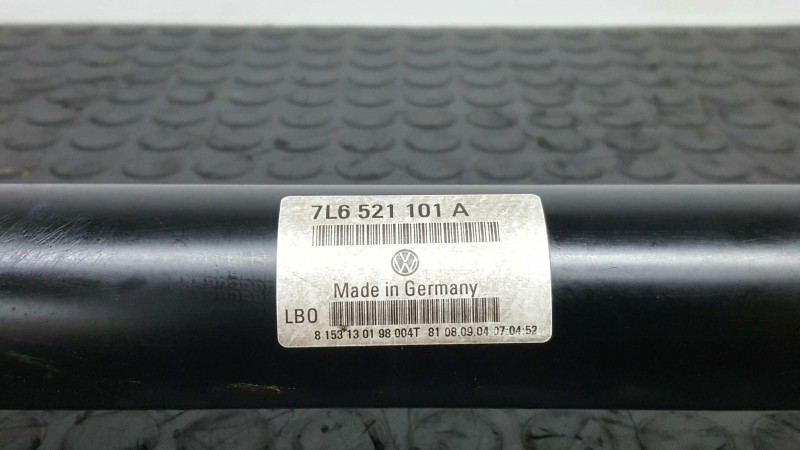 7L6 521 101 A
Made in Germany
LBO
8 153 13 01 98 004T 81 08.09.04 07:04:52